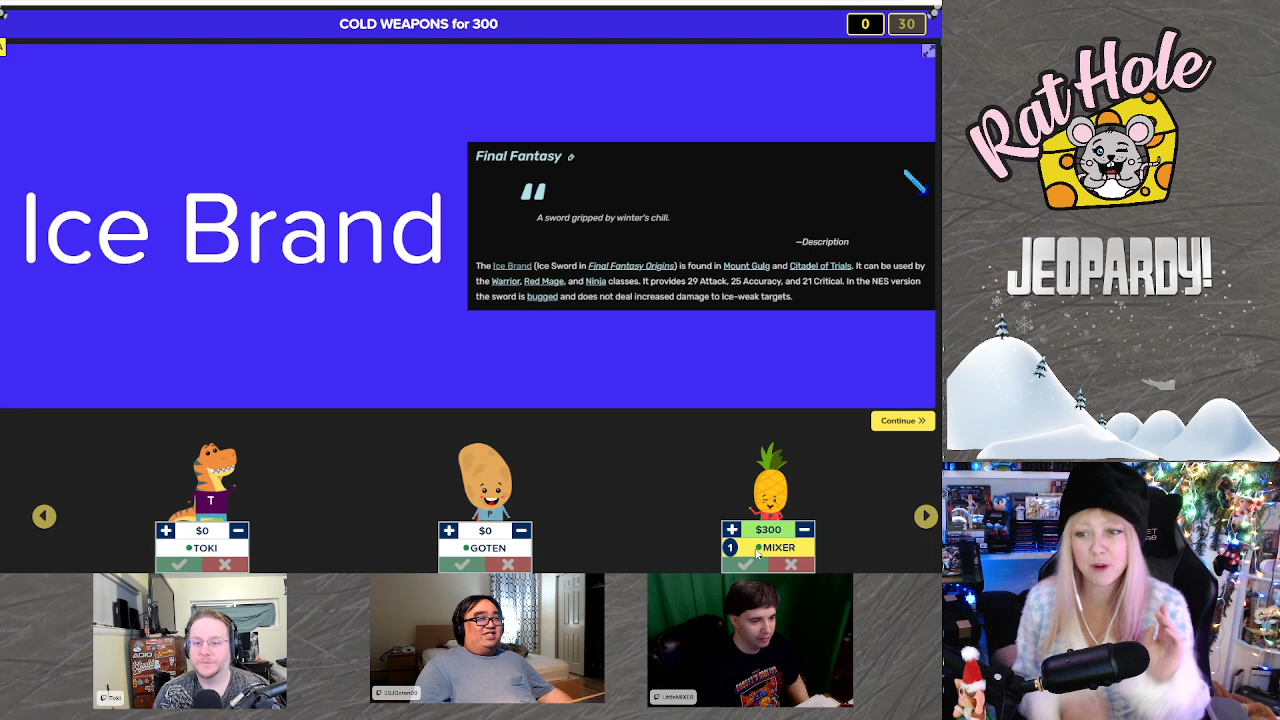 COLD WEAPONS for 300
0
30
Ice Brand
Final Fantasy
A sword gripped by winter's chill.
—Description
The Ice Brand (Ice Sword in Final Fantasy Origins) is found in Mount Gulg and Citadel of Trials. It can be used by
the Warrior, Red Mage, and Ninja classes. It provides 29 Attack, 25 Accuracy, and 21 Critical. In the NES version
the sword is bugged and does not deal increased damage to Ice-weak targets.
Continue
T
P
$0
TOKI
$0
GOTEN
$300
1
MIXER
Toki
LittleMIXER
Rat Hole
JEOPARDY!